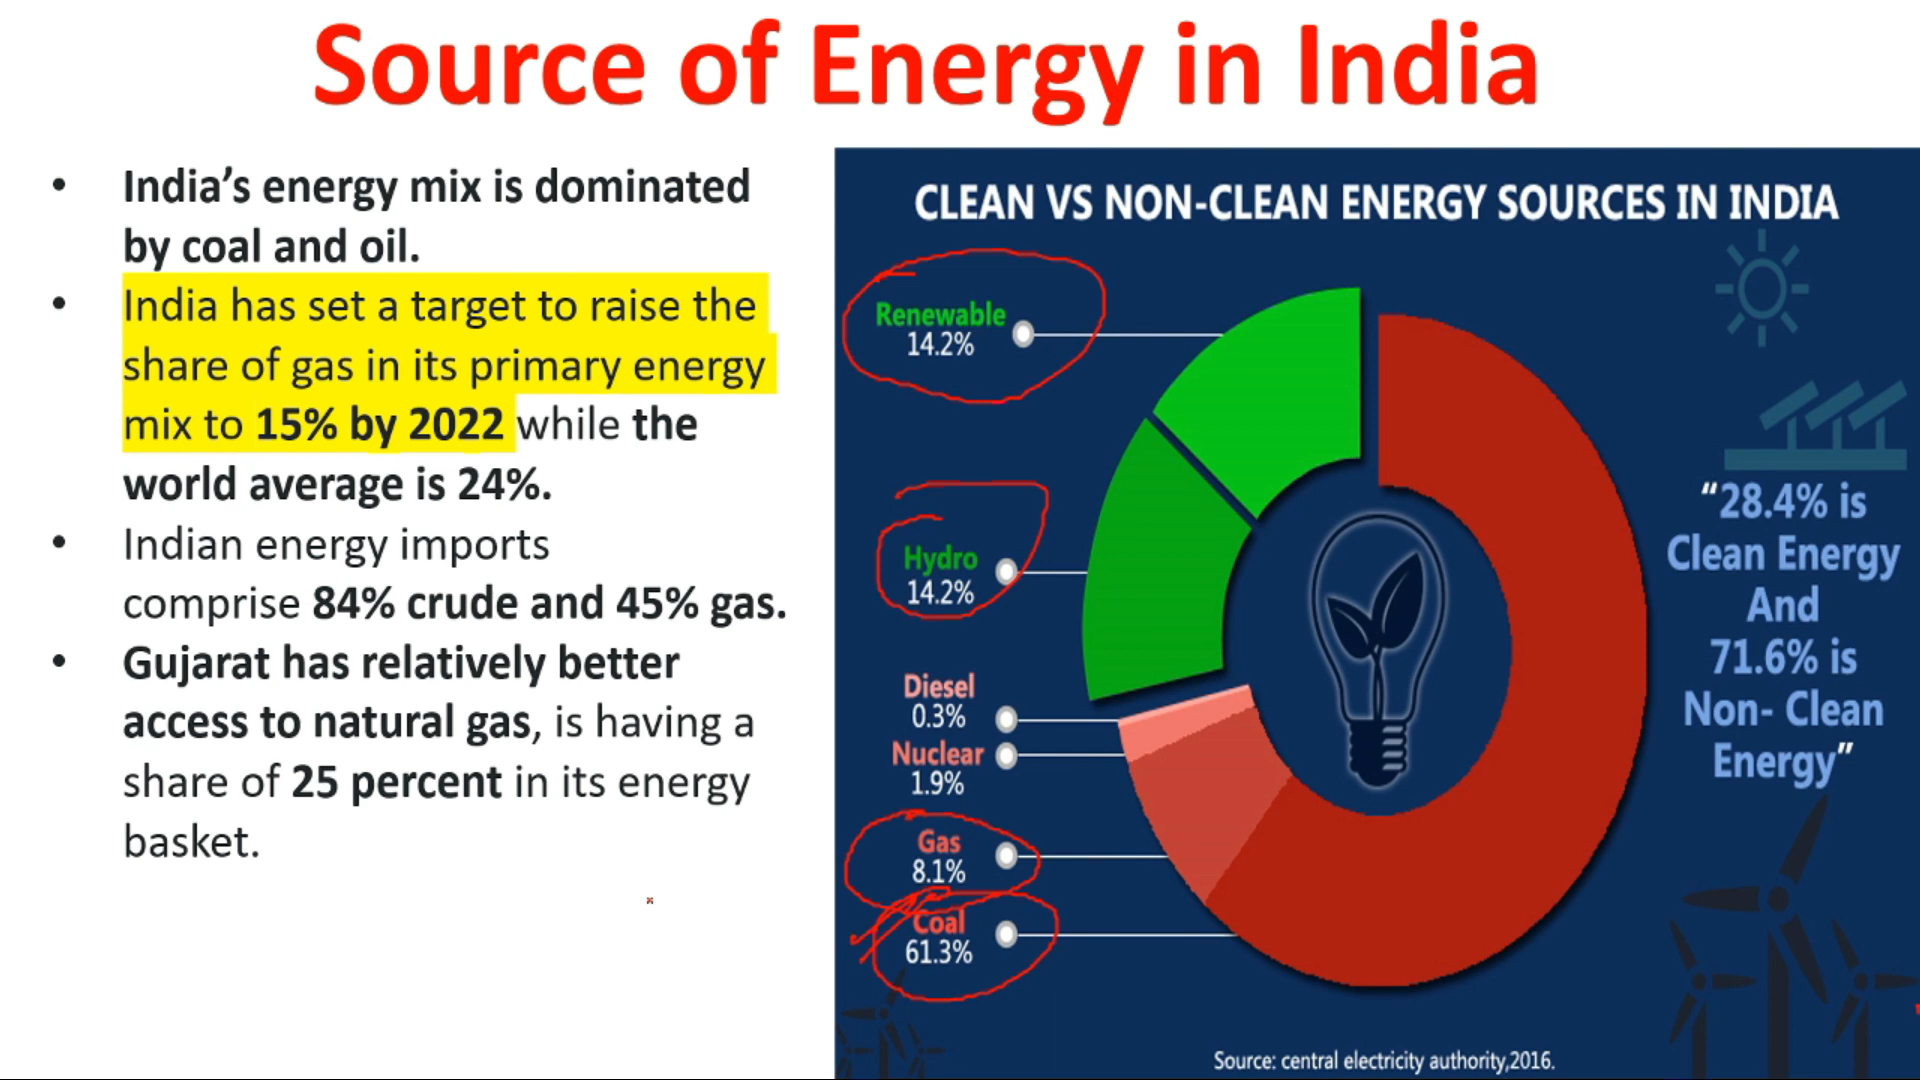 Source of Energy in India
• India’s energy mix is dominated
by coal and oil.
• India has set a target to raise the
share of gas in its primary energy
mix to 15% by 2022 while the
world average is 24%.
• Indian energy imports
comprise 84% crude and 45% gas.
• Gujarat has relatively better
access to natural gas, is having a
share of 25 percent in its energy
basket.
CLEAN VS NON-CLEAN ENERGY SOURCES IN INDIA
Renewable
14.2%
Hydro
14.2%
Diesel
0.3%
Nuclear
1.9%
Gas
8.1%
Coal
61.3%
“28.4% is
Clean Energy
And
71.6% is
Non- Clean
Energy”
Source: central electricity authority,2016.